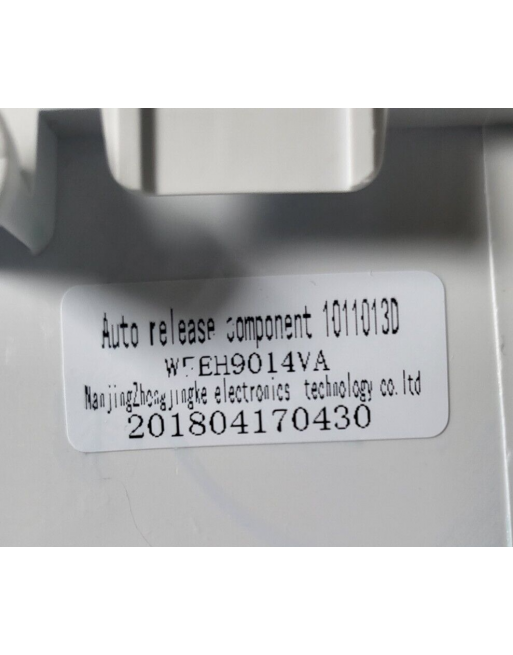 Auto release component 1011013D
NanjingZhongjingke electronics technology co.ltd
201804170430